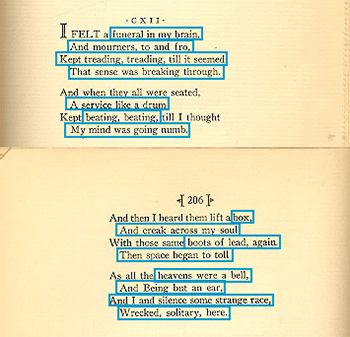 ·CXII·
I FELT a funeral in my brain,
And mourners, to and fro,
Kept treading, treading, till it seemed
That sense was breaking through.
And when they all were seated,
A service like a drum
Kept beating, beating, till I thought
My mind was going numb.
206
And then I heard them lift a box,
And creak across my soul
With those same boots of lead, again.
Then space began to toll
As all the heavens were a bell,
And Being but an ear,
And I and silence some strange race,
Wrecked, solitary, here.